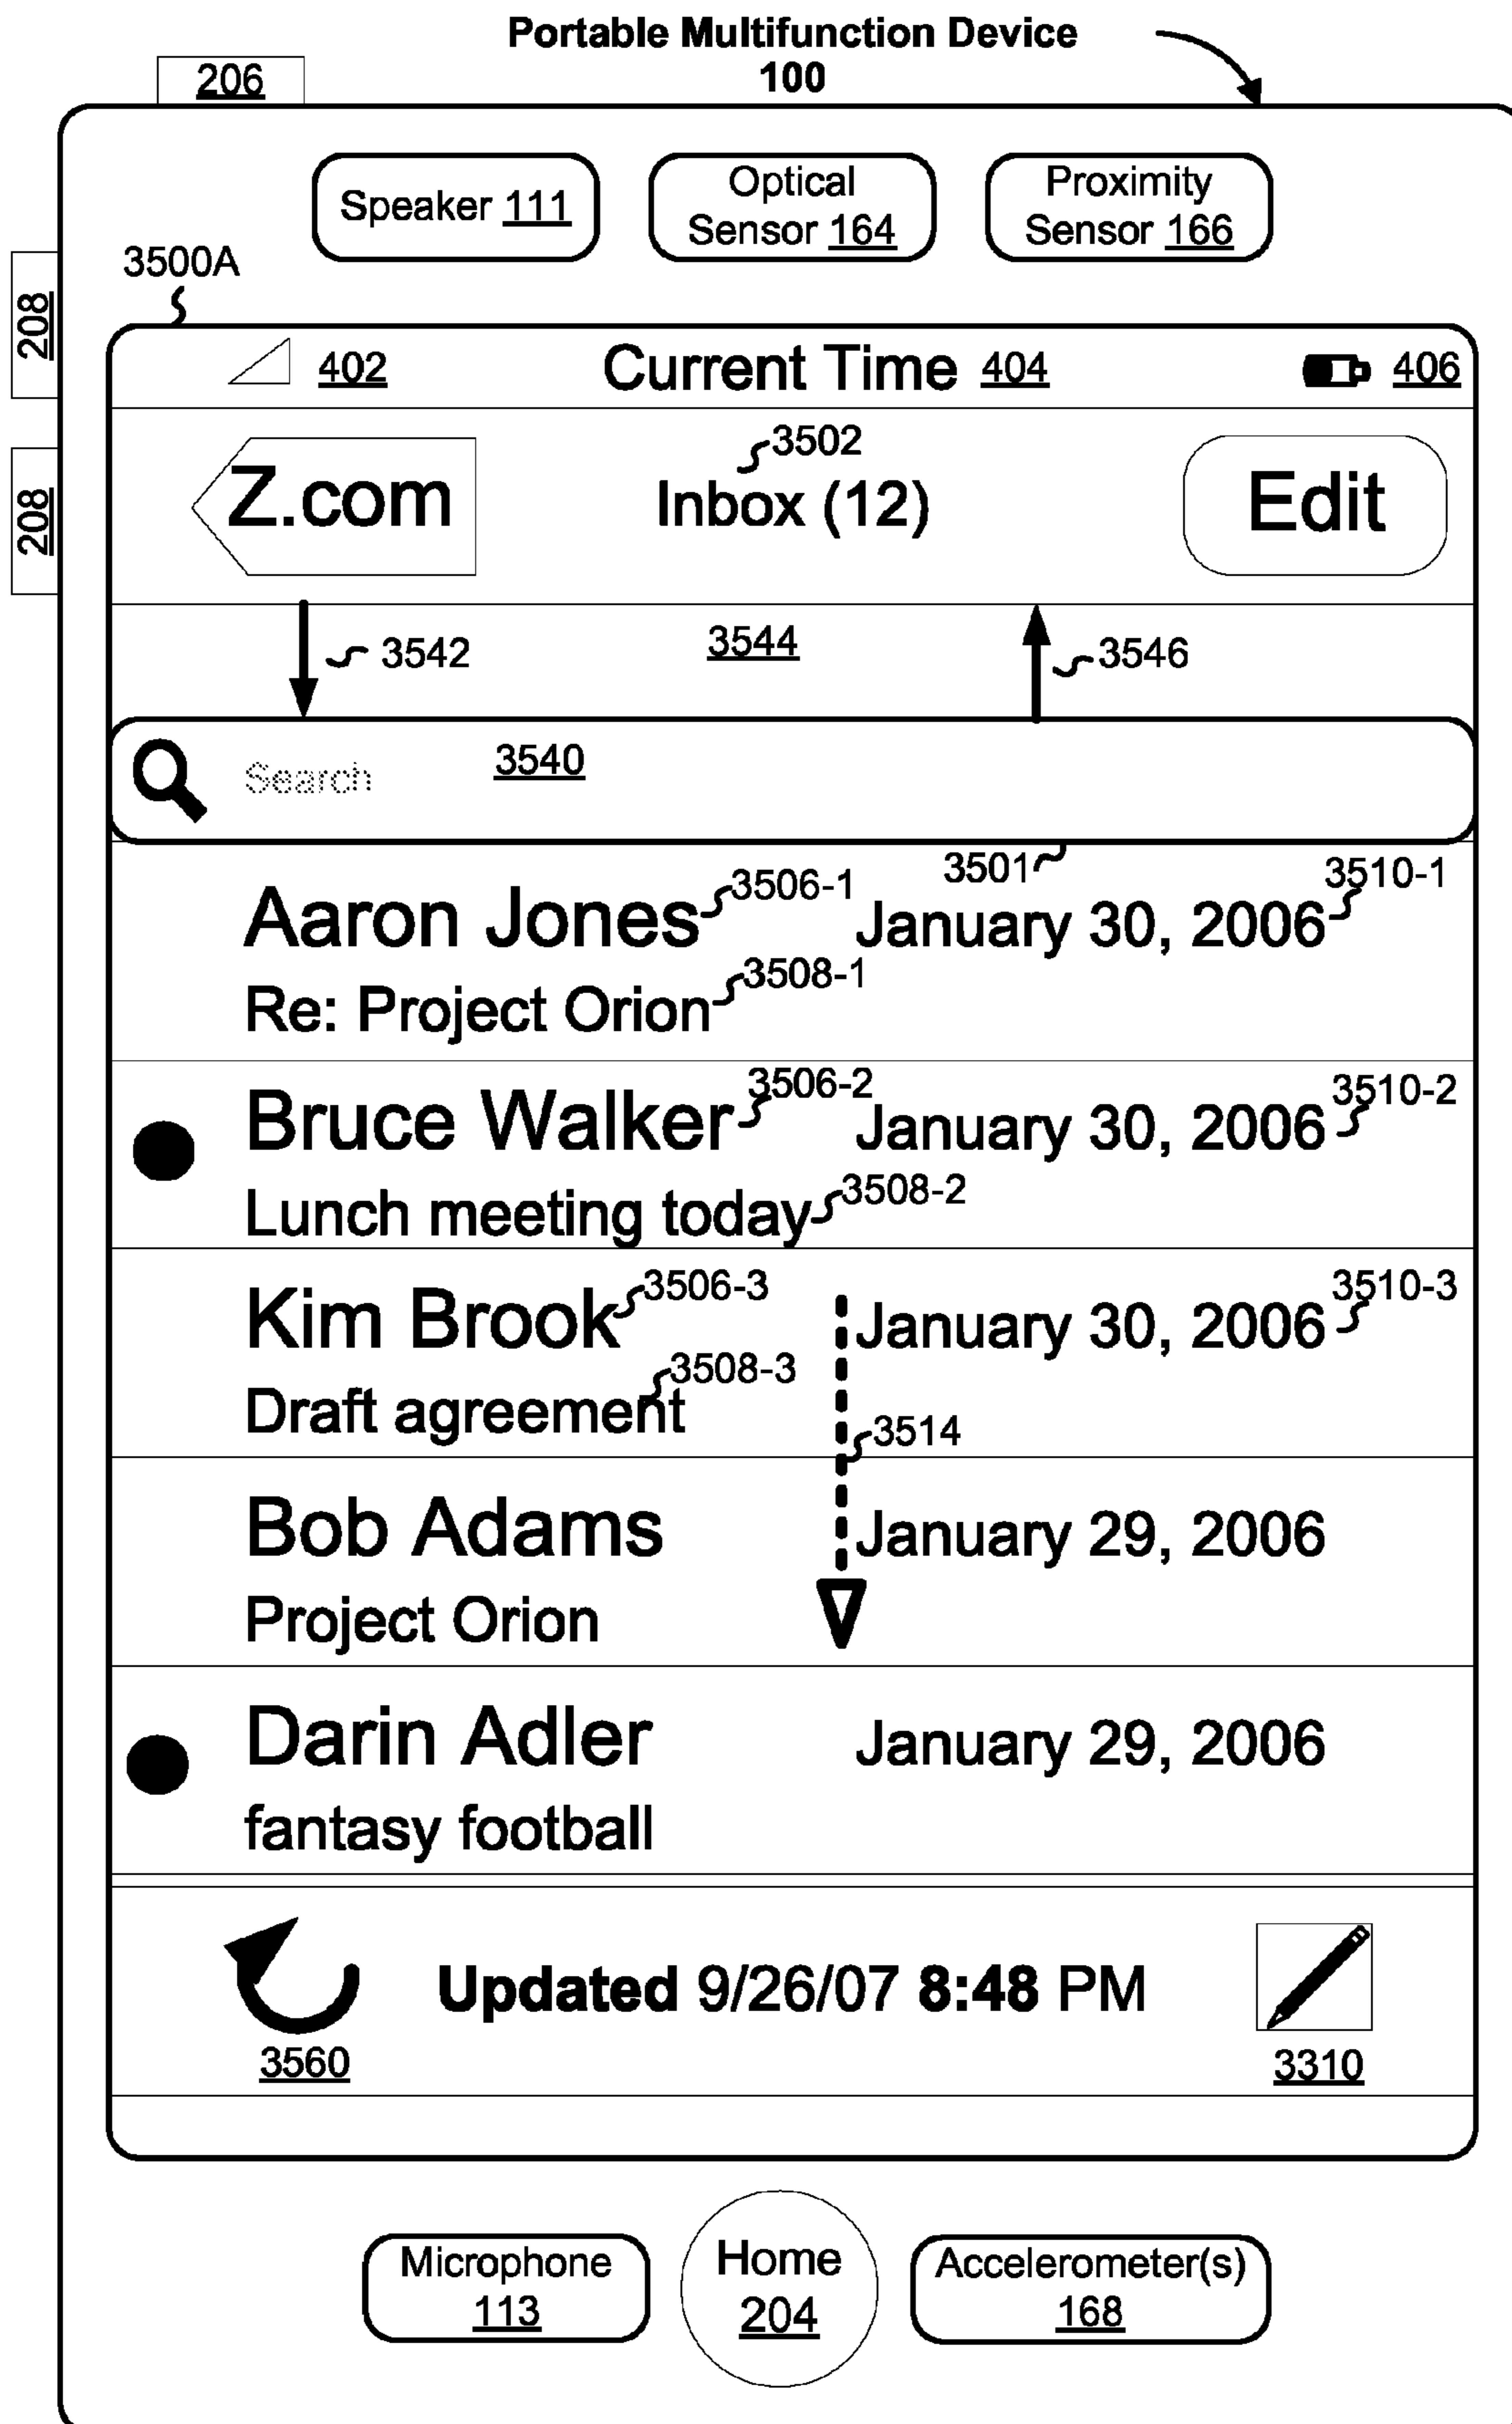 Portable Multifunction Device
100
206
Speaker 111
Optical
Sensor 164
Proximity
Sensor 166
3500A
208
208
402
Current Time 404
406
3502
Z.com
Inbox (12)
Edit
3542
3544
3546
Search
3540
3501
3506-1
3510-1
Aaron Jones
January 30, 2006
3508-1
Re: Project Orion
3506-2
3510-2
Bruce Walker
January 30, 2006
3508-2
Lunch meeting today
3506-3
3510-3
Kim Brook
January 30, 2006
3508-3
Draft agreement
3514
Bob Adams
January 29, 2006
Project Orion
Darin Adler
January 29, 2006
fantasy football
Updated 9/26/07 8:48 PM
3560
3310
Microphone
113
Home
204
Accelerometer(s)
168